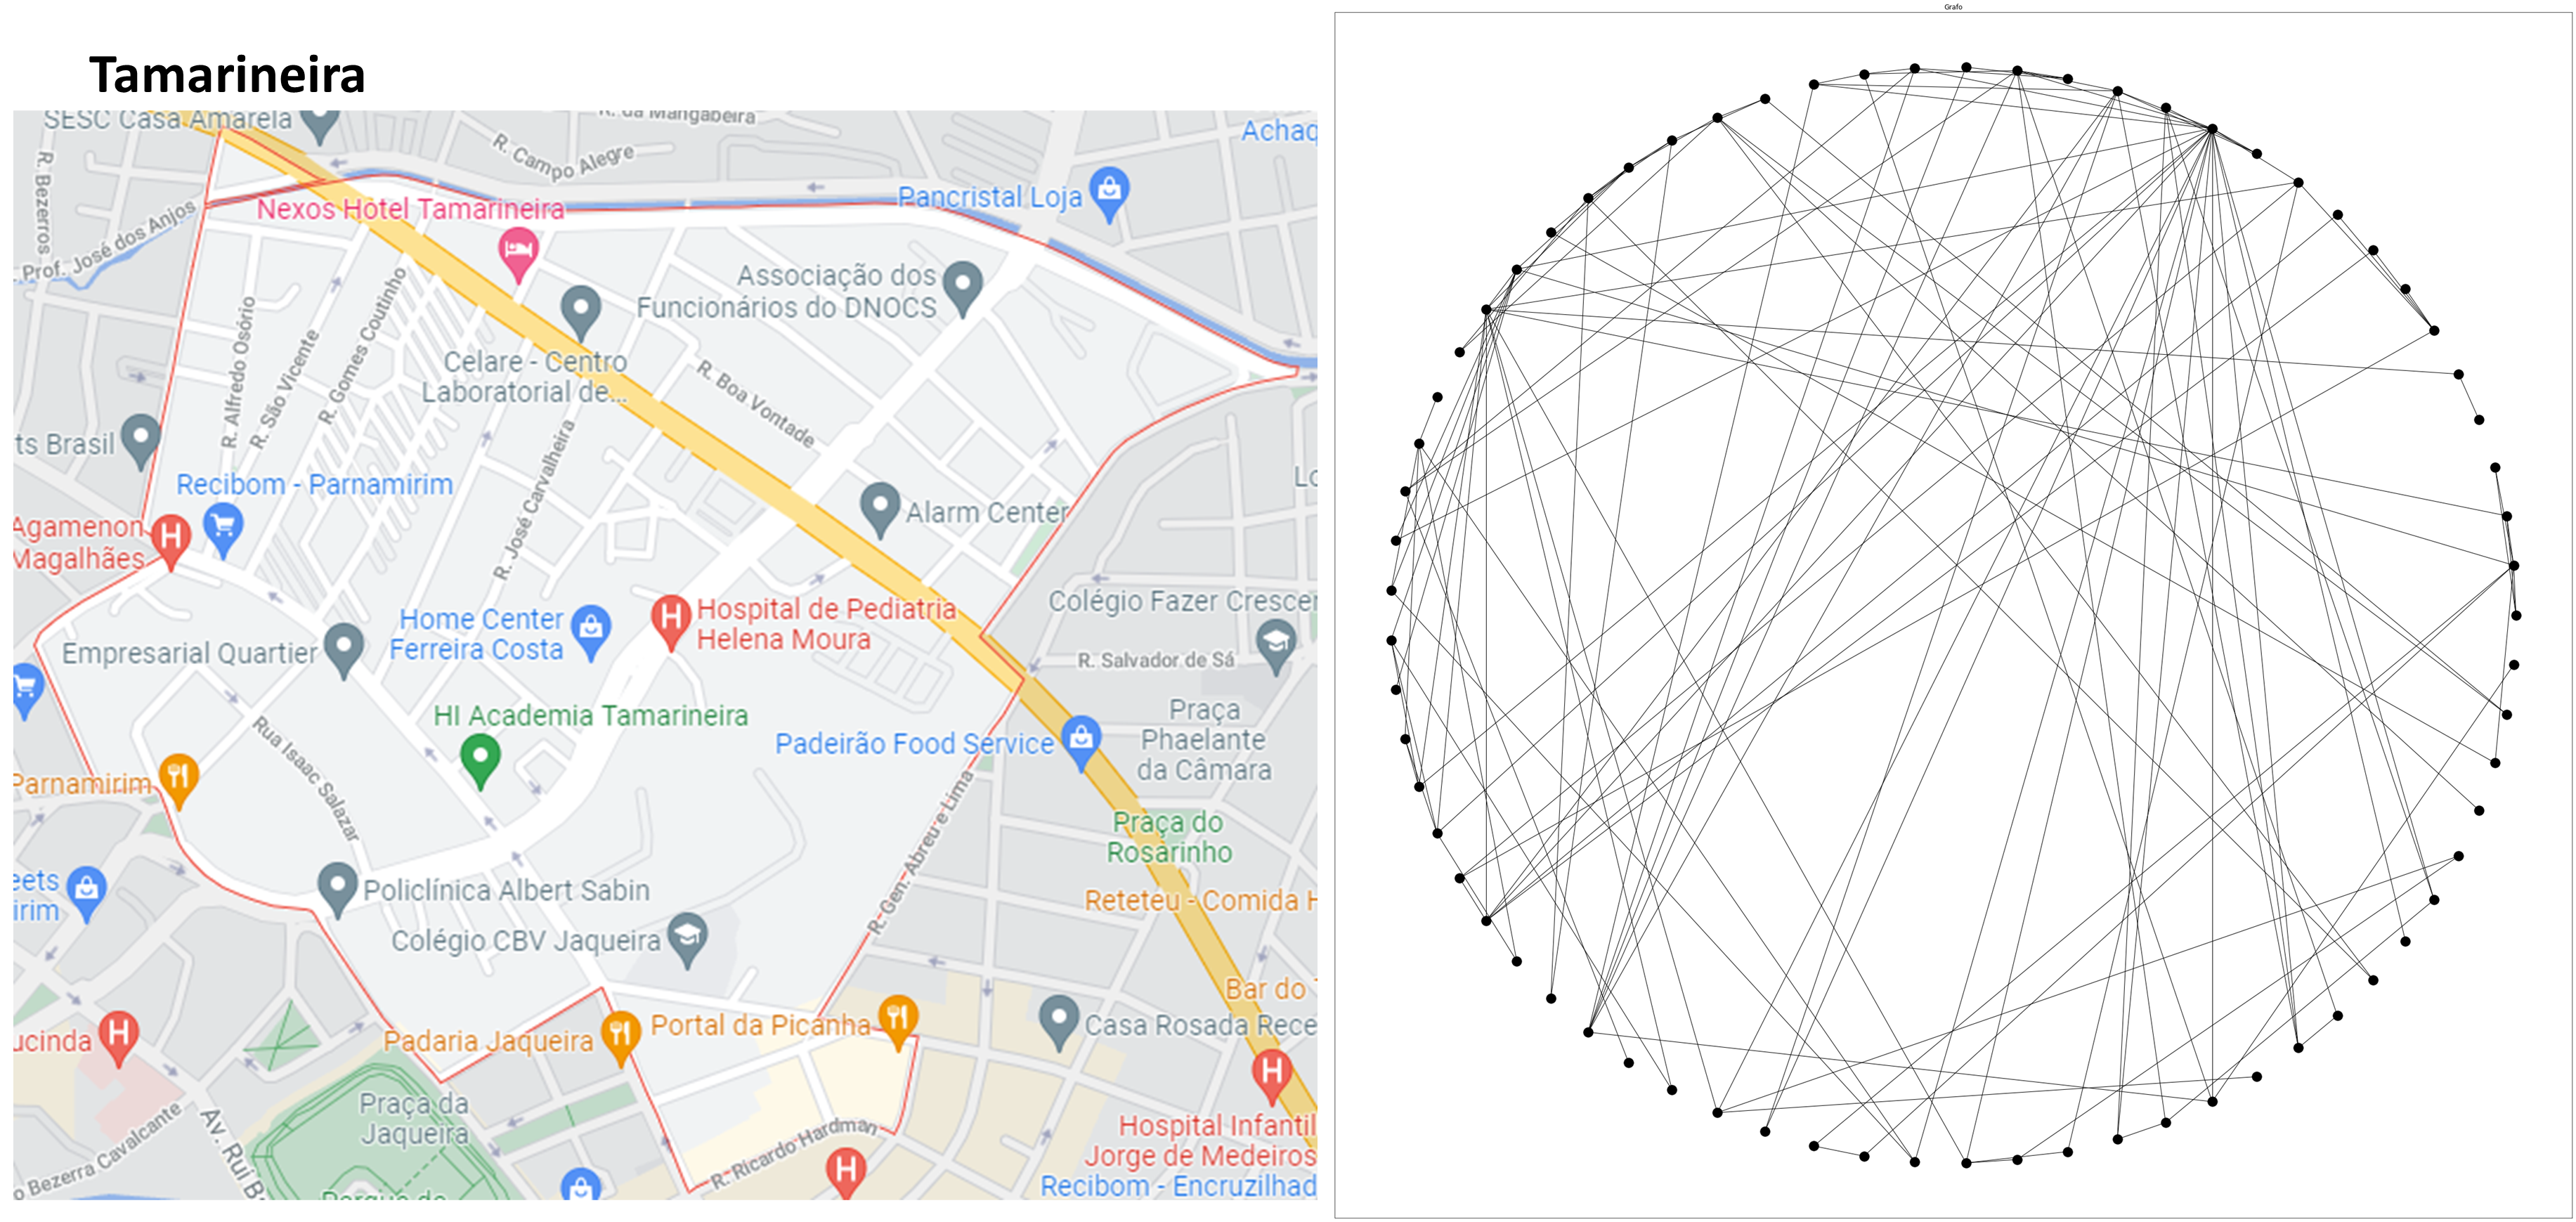 Grafo
Tamarineira
SESC Casa Amarela
R. da Mangabeira
R. Campo Alegre
R. Bezerros
Pancristal Loja
Prof. José dos Anjos
Nexos Hotel Tamarineira
Associação dos
Funcionários do DNOCS
R. Alfredo Osório
R. São Vicente
R. Gomes Coutinho
Celare - Centro
Laboratorial de...
R. Boa Vontade
ts Brasil
R. José Carvalheira
Recibom - Parnamirim
Alarm Center
Agamenon
Magalhães
Colégio Fazer Crescer
Home Center
Ferreira Costa
Hospital de Pediatria
Helena Moura
Empresarial Quartier
R. Salvador de Sá
HI Academia Tamarineira
Praça
Phaelante
da Câmara
Rua Isaac Salazar
Padeirão Food Service
Parnamirim
R. Gen. Abreu e Lima
Praça do
Rosarinho
eets
irim
Policlínica Albert Sabin
Reteteu - Comida H
Colégio CBV Jaqueira
Bar do
ucinda
Padaria Jaqueira
Portal da Picanha
Casa Rosada Rece
Praça da
Jaqueira
Av. Rui B
o Bezerra Cavalcante
R. Ricardo Hardman
Hospital Infantil
Jorge de Medeiros
Recibom - Encruzilhad